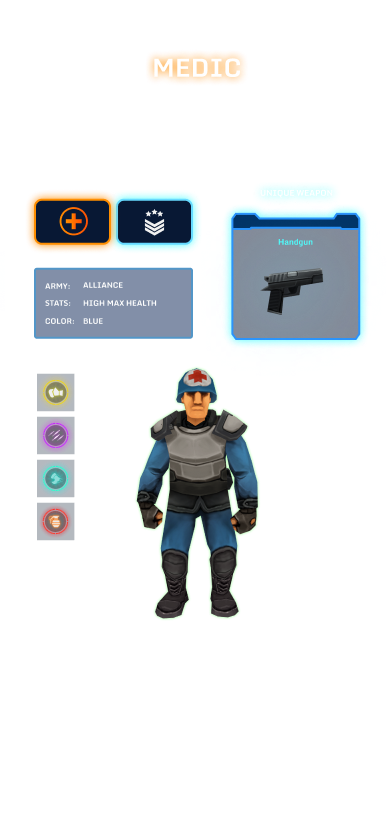 MEDIC
Handgun
ARMY: ALLIANCE
STATS: HIGH MAX HEALTH
COLOR: BLUE